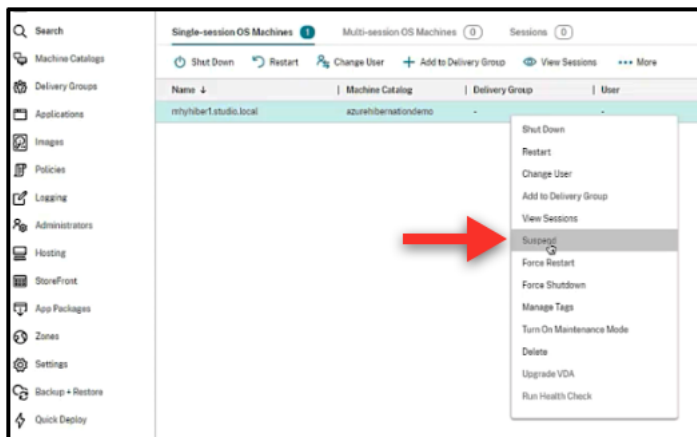 Search
Machine Catalogs
Delivery Groups
Applications
Images
Policies
Logging
Administrators
Hosting
StoreFront
App Packages
Zones
Settings
Backup + Restore
Quick Deploy
Single-session OS Machines 1 Multi-session OS Machines 0 Sessions 0
Shut Down Restart Change User Add to Delivery Group View Sessions More
Name Machine Catalog Delivery Group User
mhyhiber1.studio.local azurehibernationdemo - -
Shut Down
Restart
Change User
Add to Delivery Group
View Sessions
Suspend
Force Restart
Force Shutdown
Manage Tags
Turn On Maintenance Mode
Delete
Upgrade VDA
Run Health Check